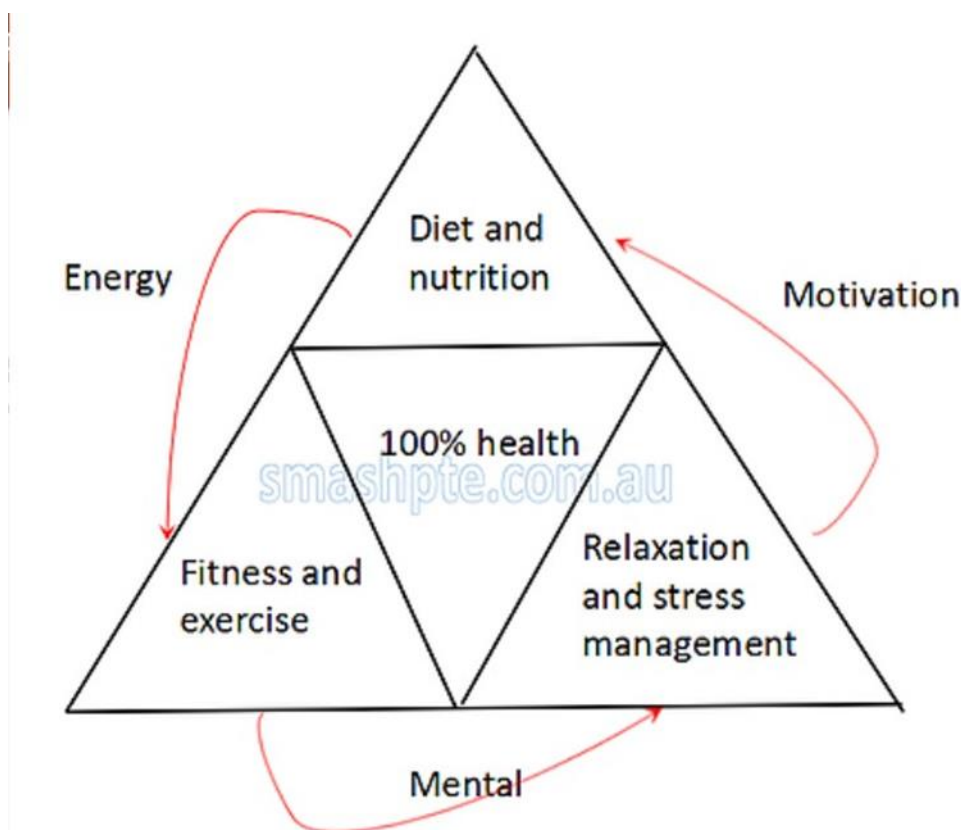 Diet and
nutrition
Energy
Motivation
100% health
smashpte.com.au
Relaxation
and stress
management
Fitness and
exercise
Mental